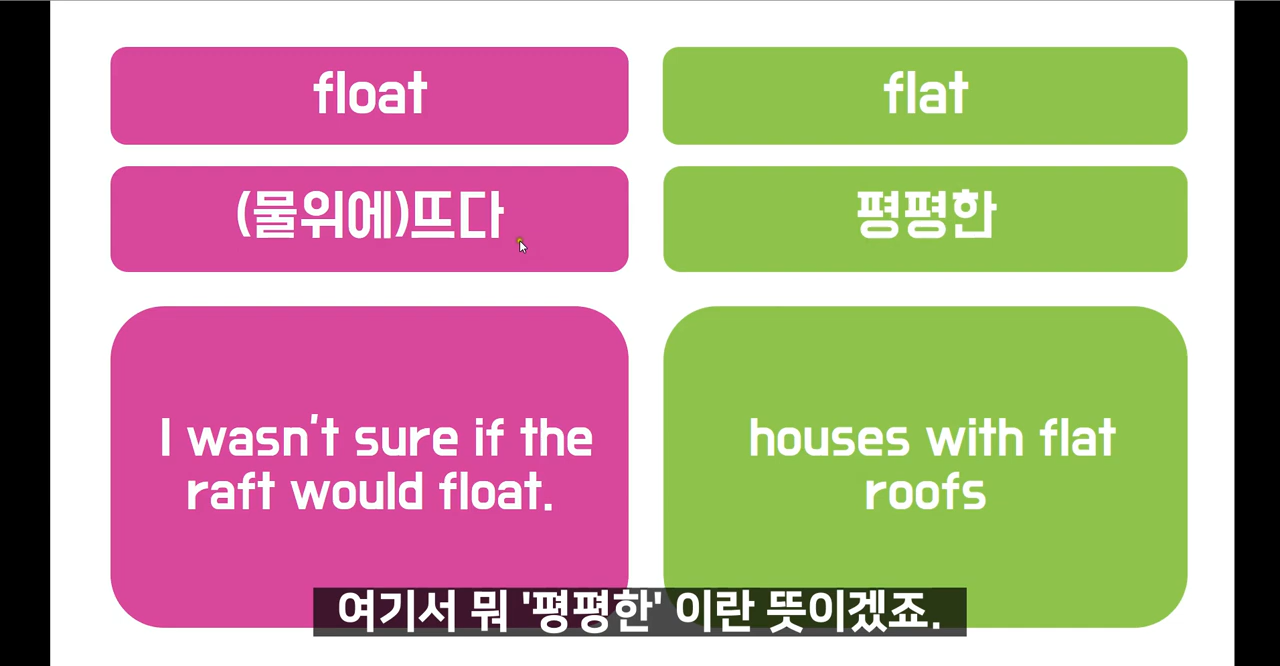 float
(물위에)뜨다
I wasn't sure if the
raft would float.
flat
평평한
houses with flat
roofs
여기서 뭐 '평평한' 이란 뜻이겠죠.